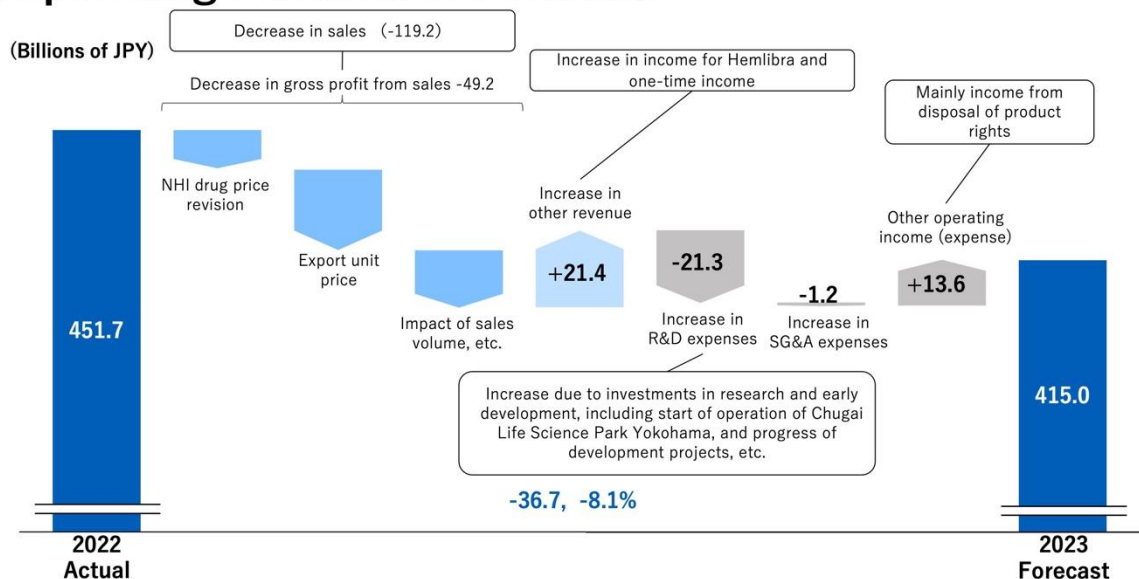 (Billions of JPY)
Decrease in sales (-119.2)
Decrease in gross profit from sales -49.2
Increase in income for Hemlibra and
one-time income
Mainly income from
disposal of product
rights
NHI drug price
revision
Export unit
price
Impact of sales
volume, etc.
Increase in
other revenue
+21.4
-21.3
Increase in
R&D expenses
-1.2
Increase in
SG&A expenses
Other operating
income (expense)
+13.6
451.7
415.0
Increase due to investments in research and early
development, including start of operation of Chugai
Life Science Park Yokohama, and progress of
development projects, etc.
-36.7, -8.1%
2022
Actual
2023
Forecast